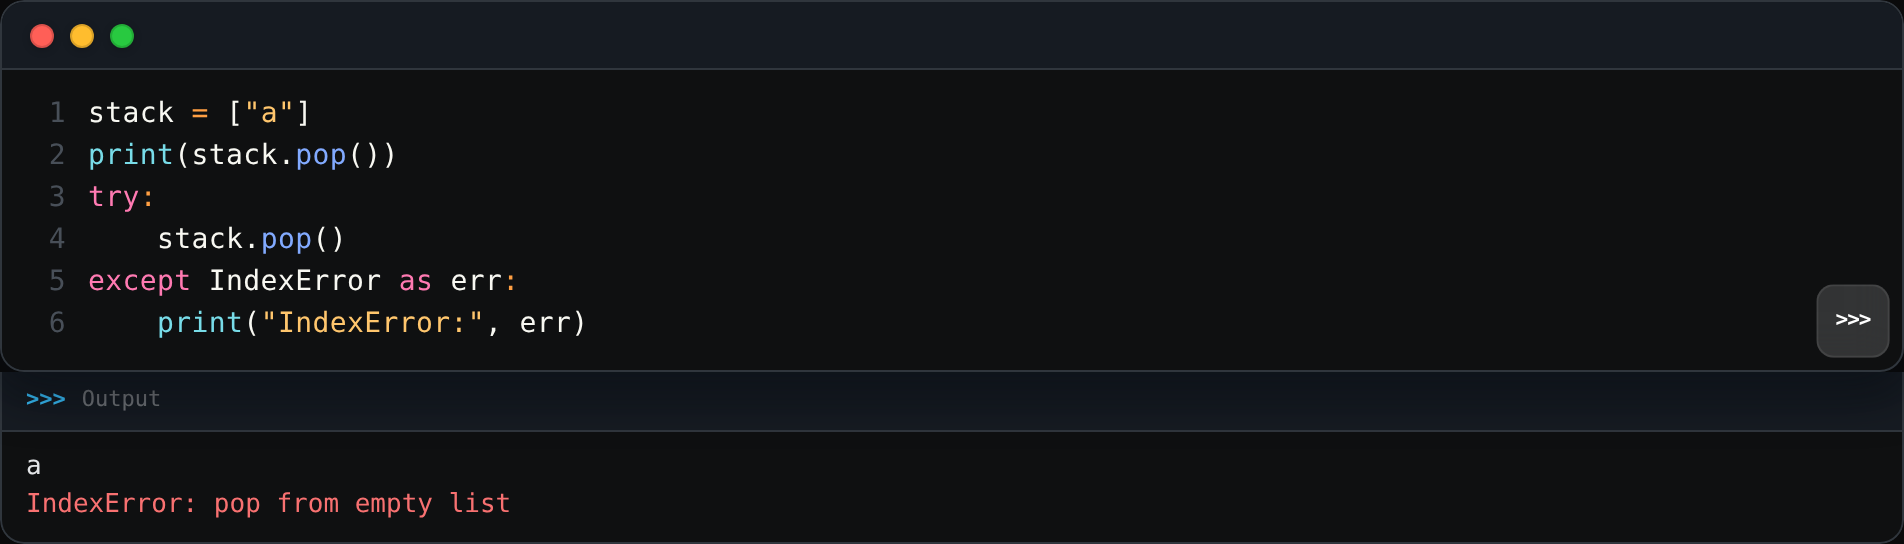 1 stack = ["a"]
2 print(stack.pop())
3 try:
4     stack.pop()
5 except IndexError as err:
6     print("IndexError:", err)
>>>
>>> Output
a
IndexError: pop from empty list